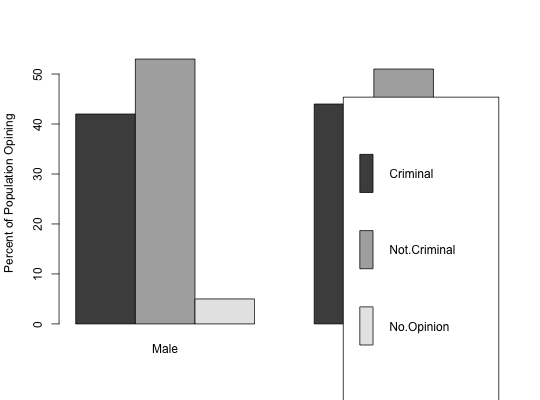 Percent of Population Opining
50
40
30
20
10
0
Male
Criminal
Not.Criminal
No.Opinion